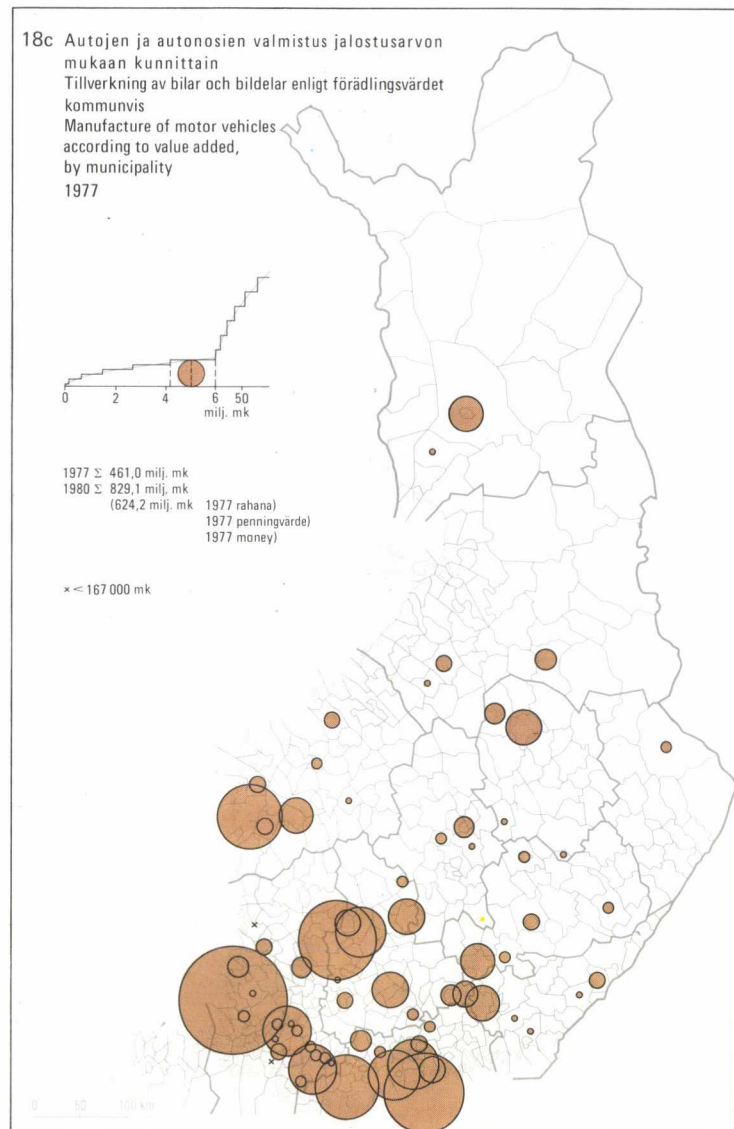 18c Autojen ja autonosien valmistus jalostusarvon
mukaan kunnittain
Tillverkning av bilar och bildelar enligt förädlingsvärdet
kommunvis
Manufacture of motor vehicles
according to value added,
by municipality
1977
0 2 4 6 50
milj. mk
1977 Σ 461,0 milj. mk
1980 Σ 829,1 milj. mk
(624,2 milj. mk 1977 rahana)
1977 penningvärde)
1977 money)
× < 167 000 mk
0 50 100 km